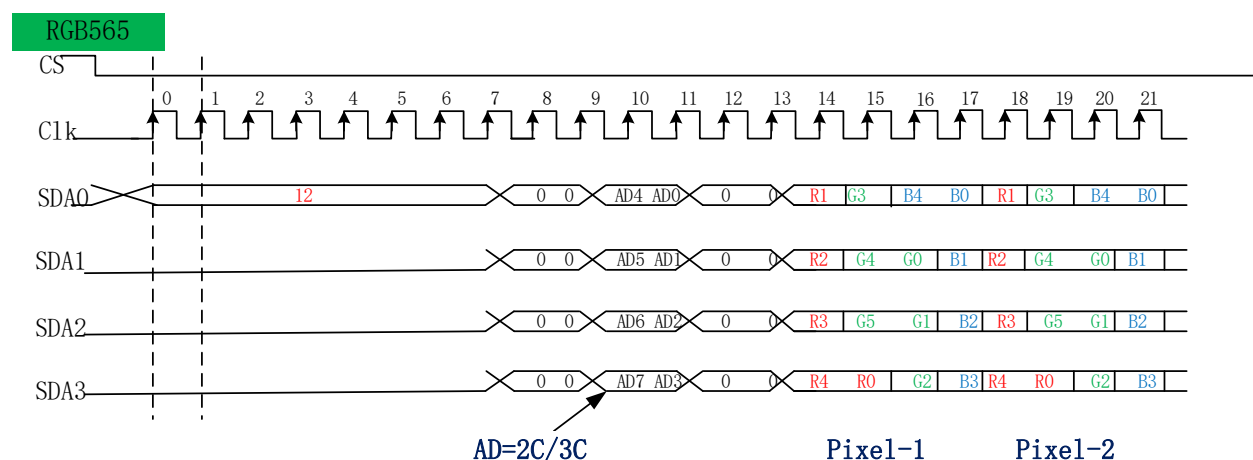 RGB565
CS
0 1 2 3 4 5 6 7 8 9 10 11 12 13 14 15 16 17 18 19 20 21
Clk
SDA0 12 0 0 AD4 AD0 0 0 R1 G3 B4 B0 R1 G3 B4 B0
SDA1 0 0 AD5 AD1 0 0 R2 G4 G0 B1 R2 G4 G0 B1
SDA2 0 0 AD6 AD2 0 0 R3 G5 G1 B2 R3 G5 G1 B2
SDA3 0 0 AD7 AD3 0 0 R4 R0 G2 B3 R4 R0 G2 B3
AD=2C/3C Pixel-1 Pixel-2